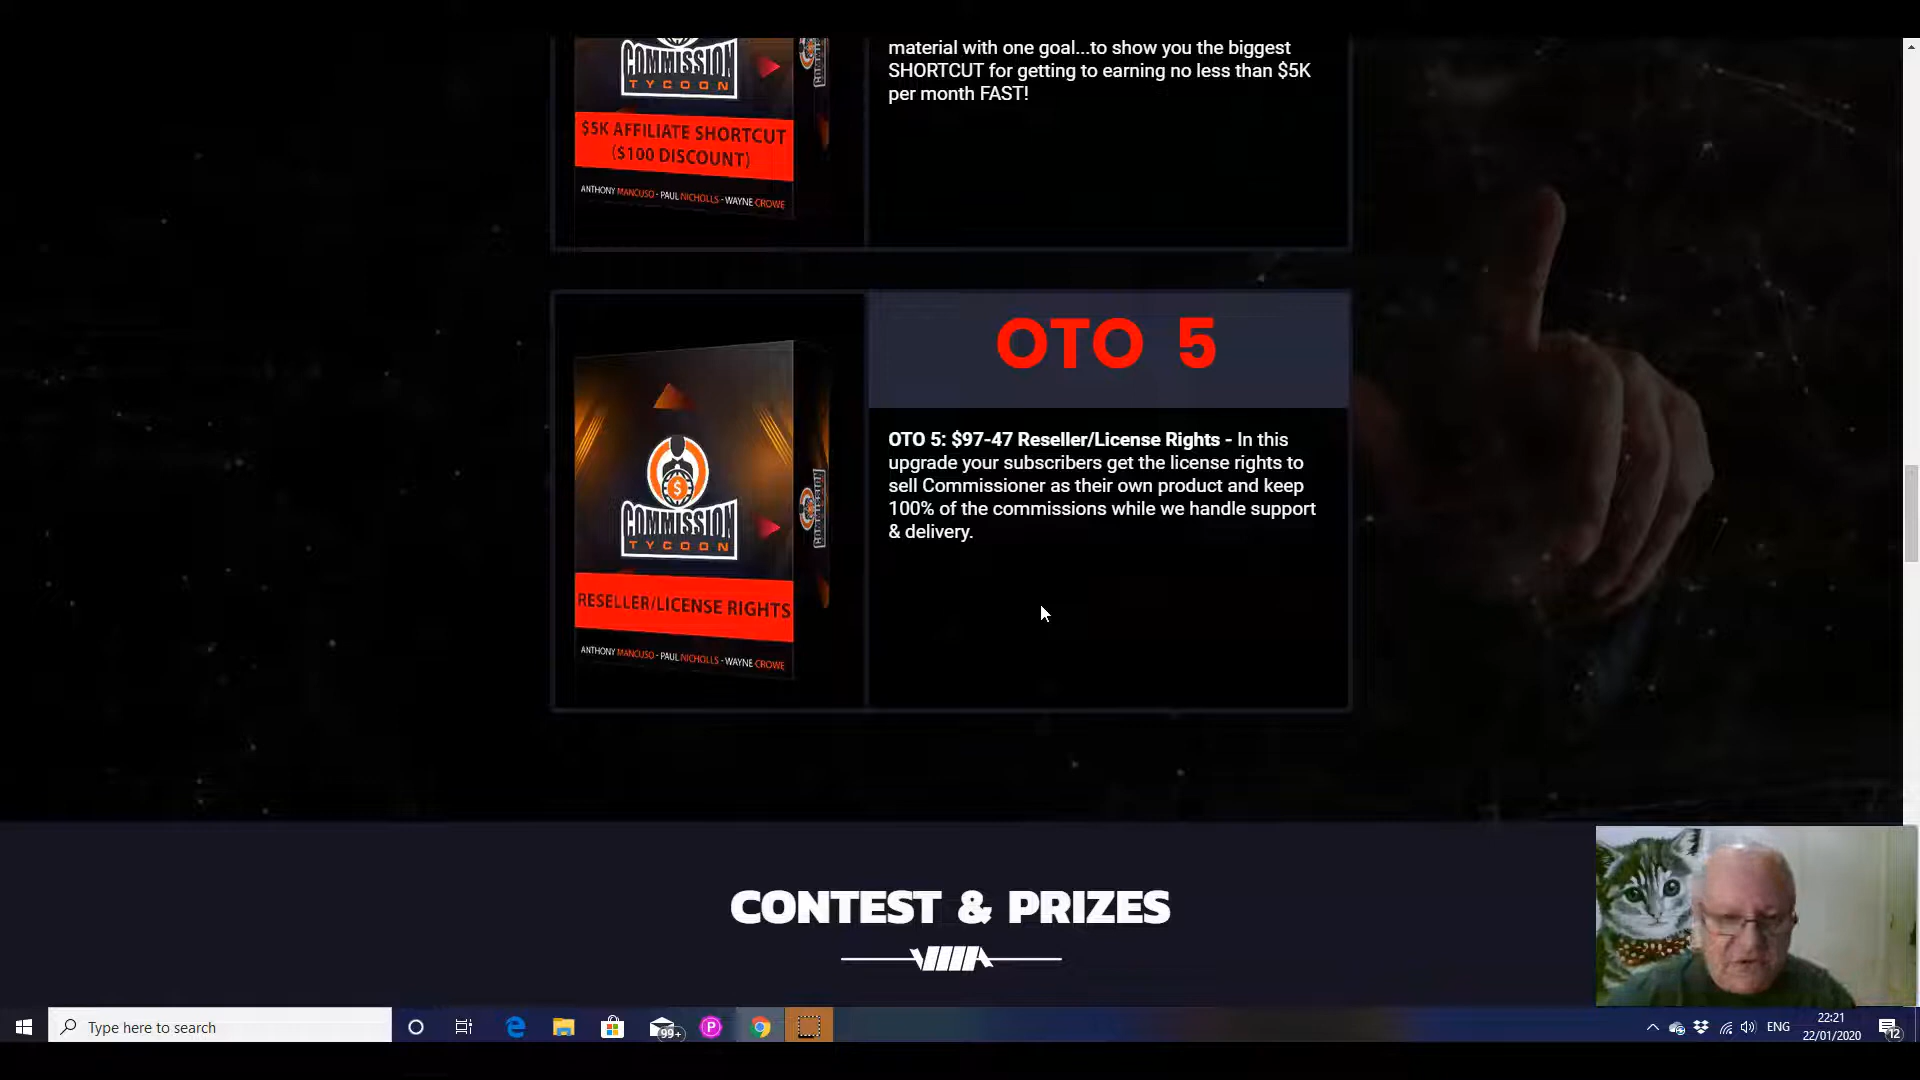 material with one goal...to show you the biggest
SHORTCUT for getting to earning no less than $5K
per month FAST!
COMMISSION
TYCOON
$5K AFFILIATE SHORTCUT
($100 DISCOUNT)
ANTHONY MANCUSO - PAUL NICHOLLS - WAYNE CROWE
OTO 5
OTO 5: $97-47 Reseller/License Rights - In this
upgrade your subscribers get the license rights to
sell Commissioner as their own product and keep
100% of the commissions while we handle support
& delivery.
$
COMMISSION
TYCOON
RESELLER/LICENSE RIGHTS
ANTHONY MANCUSO - PAUL NICHOLLS - WAYNE CROWE
CONTEST & PRIZES
Type here to search
99+
P
ENG
22:21
22/01/2020
12